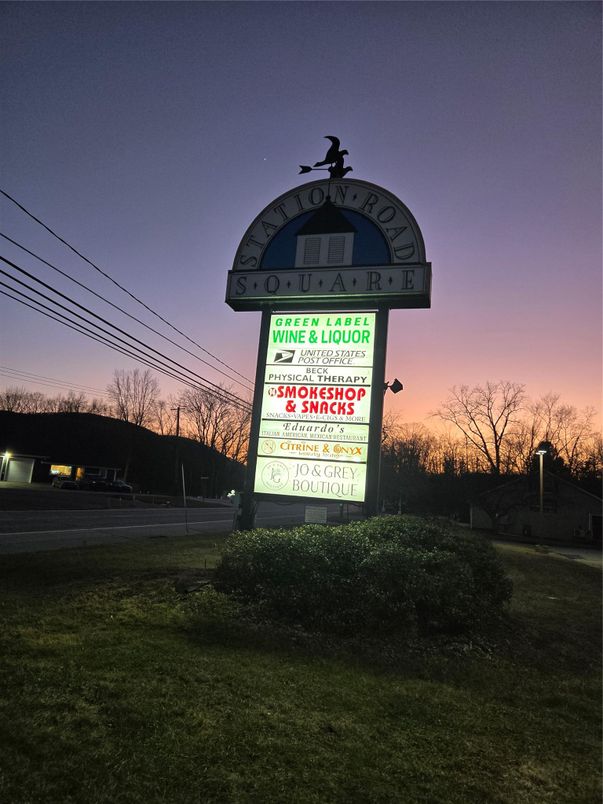 STATION • ROAD
S • Q • U • A • R • E
GREEN LABEL
WINE & LIQUOR
UNITED STATES
POST OFFICE
BECK
PHYSICAL THERAPY
SMOKESHOP
& SNACKS
SNACKS•VAPES•E-CIGS & MORE
Eduardo's
ITALIAN AMERICAN, MEXICAN RESTAURANT
CITRINE & ONYX
JO & GREY
BOUTIQUE